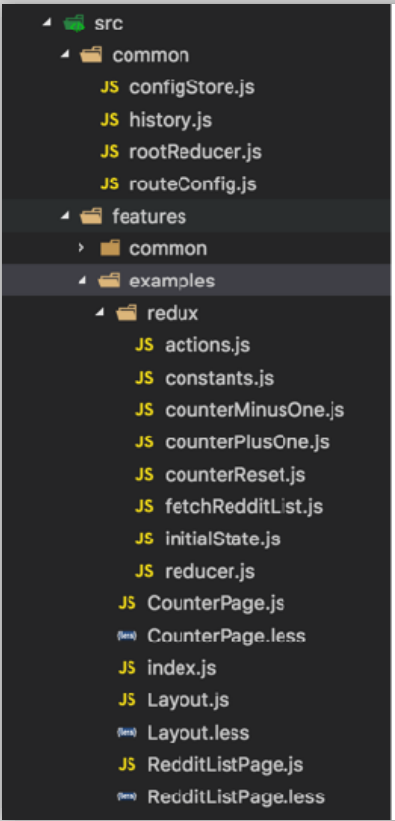 src
common
JS configStore.js
JS history.js
JS rootReducer.js
JS routeConfig.js
features
common
examples
redux
JS actions.js
JS constants.js
JS counterMinusOne.js
JS counterPlusOne.js
JS counterReset.js
JS fetchRedditList.js
JS initialState.js
JS reducer.js
JS CounterPage.js
{less} CounterPage.less
JS index.js
JS Layout.js
{less} Layout.less
JS RedditListPage.js
{less} RedditListPage.less